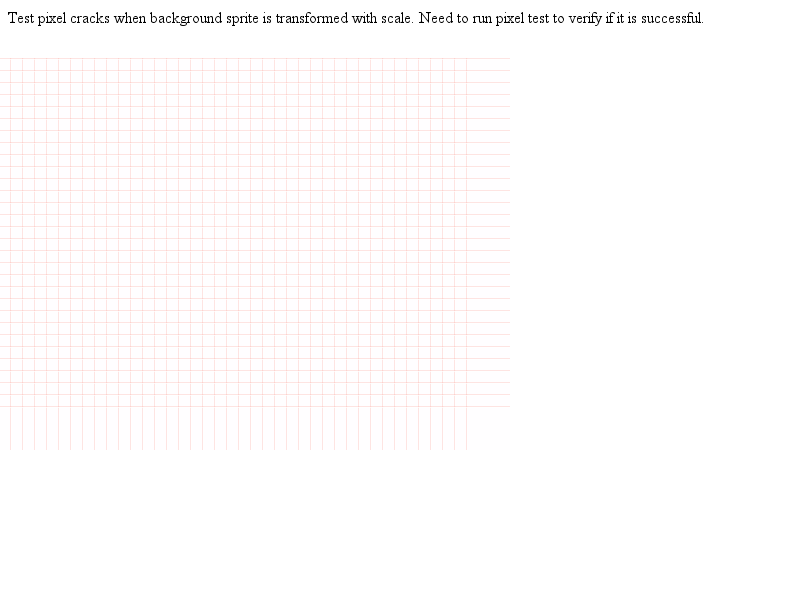 Test pixel cracks when background sprite is transformed with scale. Need to run pixel test to verify if it is successful.